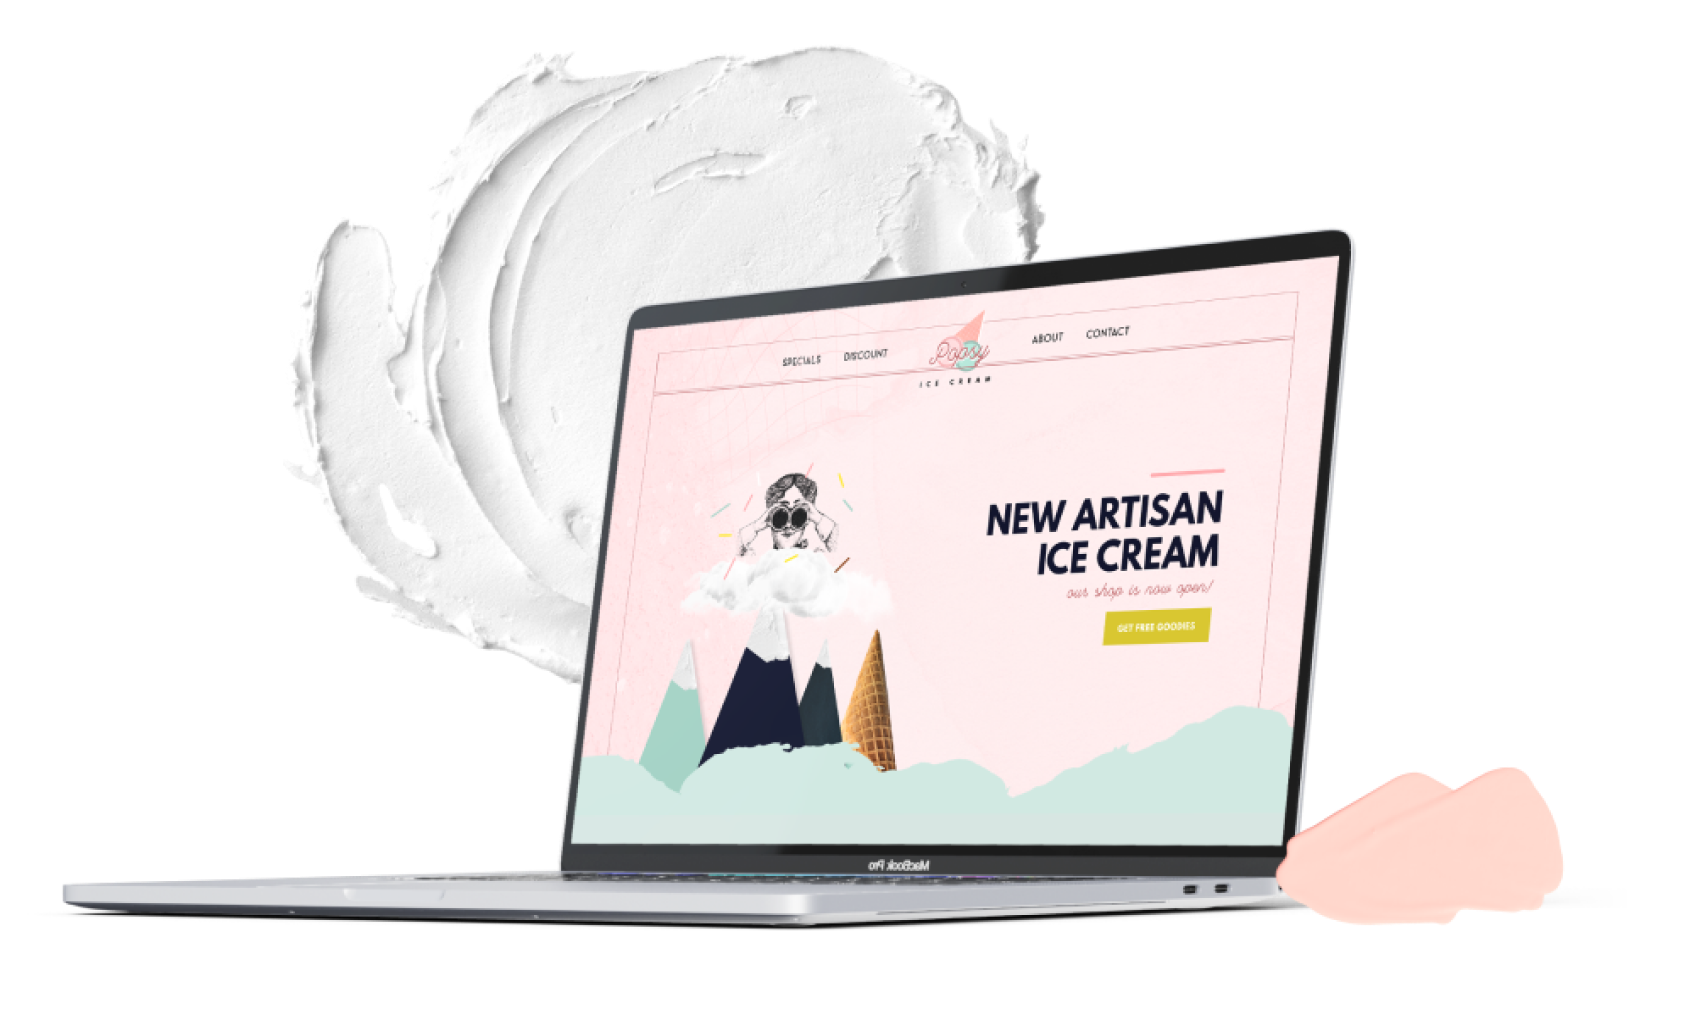 SPECIALS DISCOUNT
Popsy
ICE CREAM
ABOUT CONTACT
NEW ARTISAN
ICE CREAM
our shop is now open!
GET FREE GOODIES
MacBook Pro